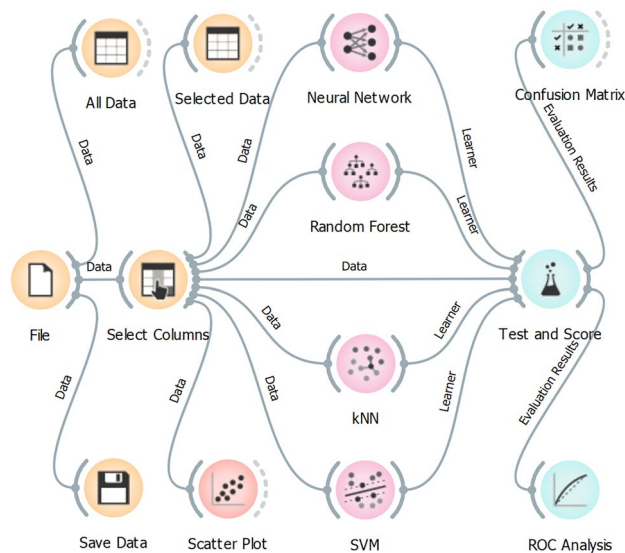 All Data
Selected Data
Neural Network
Confusion Matrix
Data
Data
Data
Learner
Evaluation Results
Random Forest
Data
Learner
Data
Data
File
Select Columns
Test and Score
Data
Data
Data
Data
Learner
Learner
Evaluation Results
kNN
Save Data
Scatter Plot
SVM
ROC Analysis